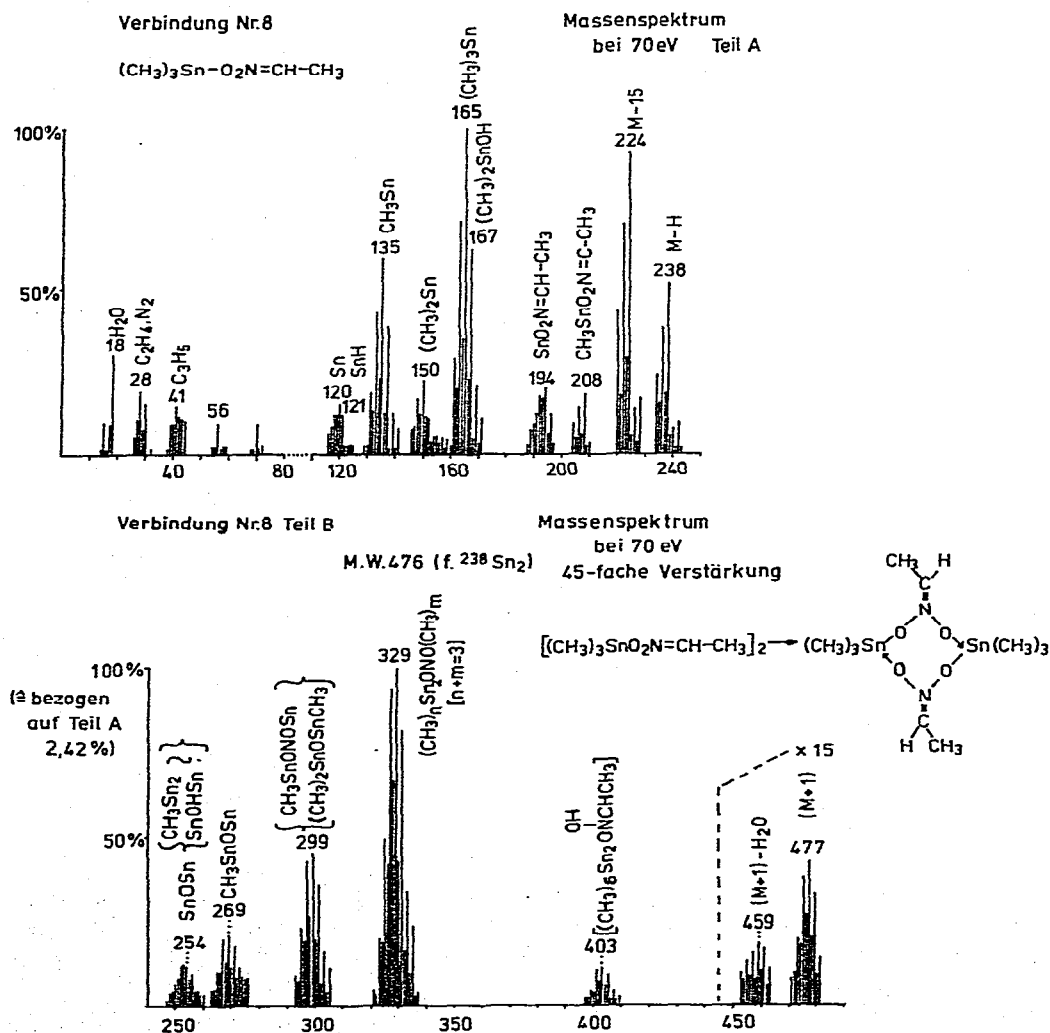 Verbindung Nr.8
(CH₃)₃Sn–O₂N=CH–CH₃
Massenspektrum
bei 70eV Teil A
100%
50%
18 H₂O
28 C₂H₄,N₂
41 C₃H₅
56
Sn
120
SnH
121
135 CH₃Sn
150 (CH₃)₂Sn
165 (CH₃)₃Sn
167 (CH₃)₂SnOH
194 SnO₂N=CH–CH₃
208 CH₃SnO₂N=C–CH₃
224 M–15
238 M–H
40
80
120
160
200
240
Verbindung Nr.8 Teil B
Massenspektrum
bei 70 eV
45-fache Verstärkung
M.W.476 (f. ²³⁸Sn₂)
[(CH₃)₃SnO₂N=CH–CH₃]₂
CH₃ H
C
N
O O
(CH₃)₃Sn Sn(CH₃)₃
O O
N
C
H CH₃
100%
(≙ bezogen
auf Teil A
2,42%)
50%
254 SnOSn
CH₃Sn₂
SnOHSn
269 CH₃SnOSn
299
CH₃SnONOSn
(CH₃)₂SnOSnCH₃
329
(CH₃)ₙSn₂ONO(CH₃)ₘ
[n+m=3]
403
OH
[(CH₃)₆Sn₂ONCHCH₃]
× 15
459 (M+1)–H₂O
477 (M+1)
250
300
350
400
450